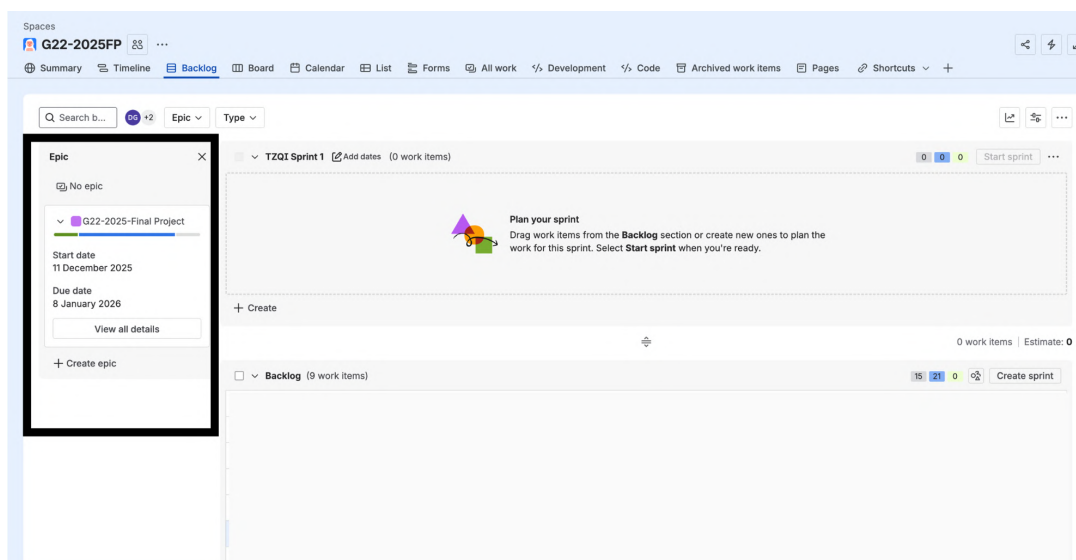 Spaces
G22-2025FP
Summary Timeline Backlog Board Calendar List Forms All work Development Code Archived work items Pages Shortcuts
Search b... DG +2 Epic Type
Epic
No epic
G22-2025-Final Project
Start date
11 December 2025
Due date
8 January 2026
View all details
+ Create epic
TZQI Sprint 1 Add dates (0 work items) 0 0 0 Start sprint
Plan your sprint
Drag work items from the Backlog section or create new ones to plan the
work for this sprint. Select Start sprint when you're ready.
+ Create
0 work items | Estimate: 0
Backlog (9 work items) 15 21 0 Create sprint